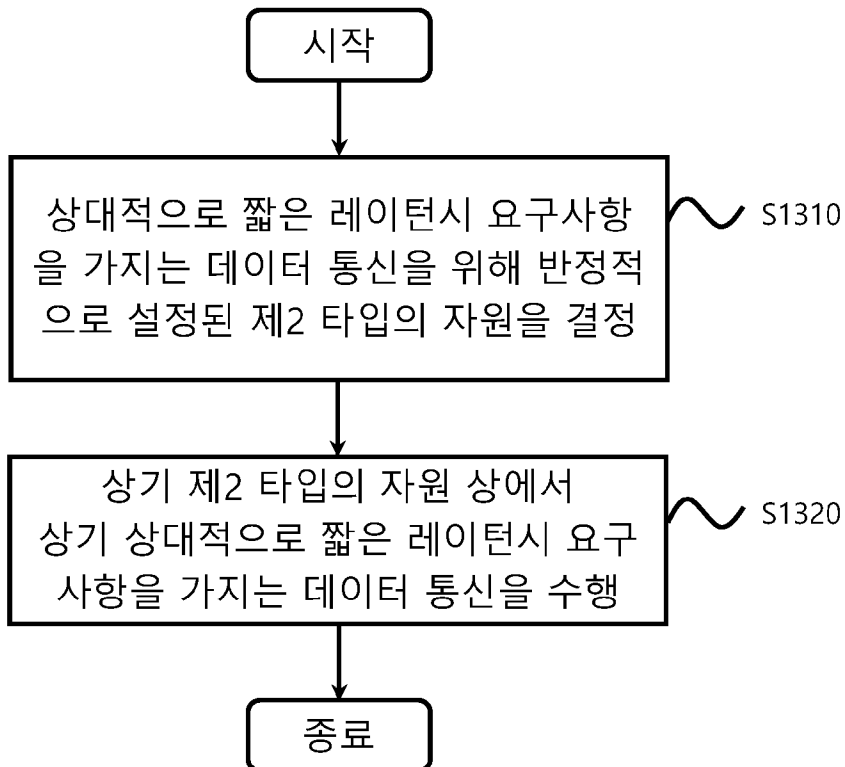 시작
상대적으로 짧은 레이턴시 요구사항
을 가지는 데이터 통신을 위해 반정적
으로 설정된 제2 타입의 자원을 결정
S1310
상기 제2 타입의 자원 상에서
상기 상대적으로 짧은 레이턴시 요구
사항을 가지는 데이터 통신을 수행
S1320
종료